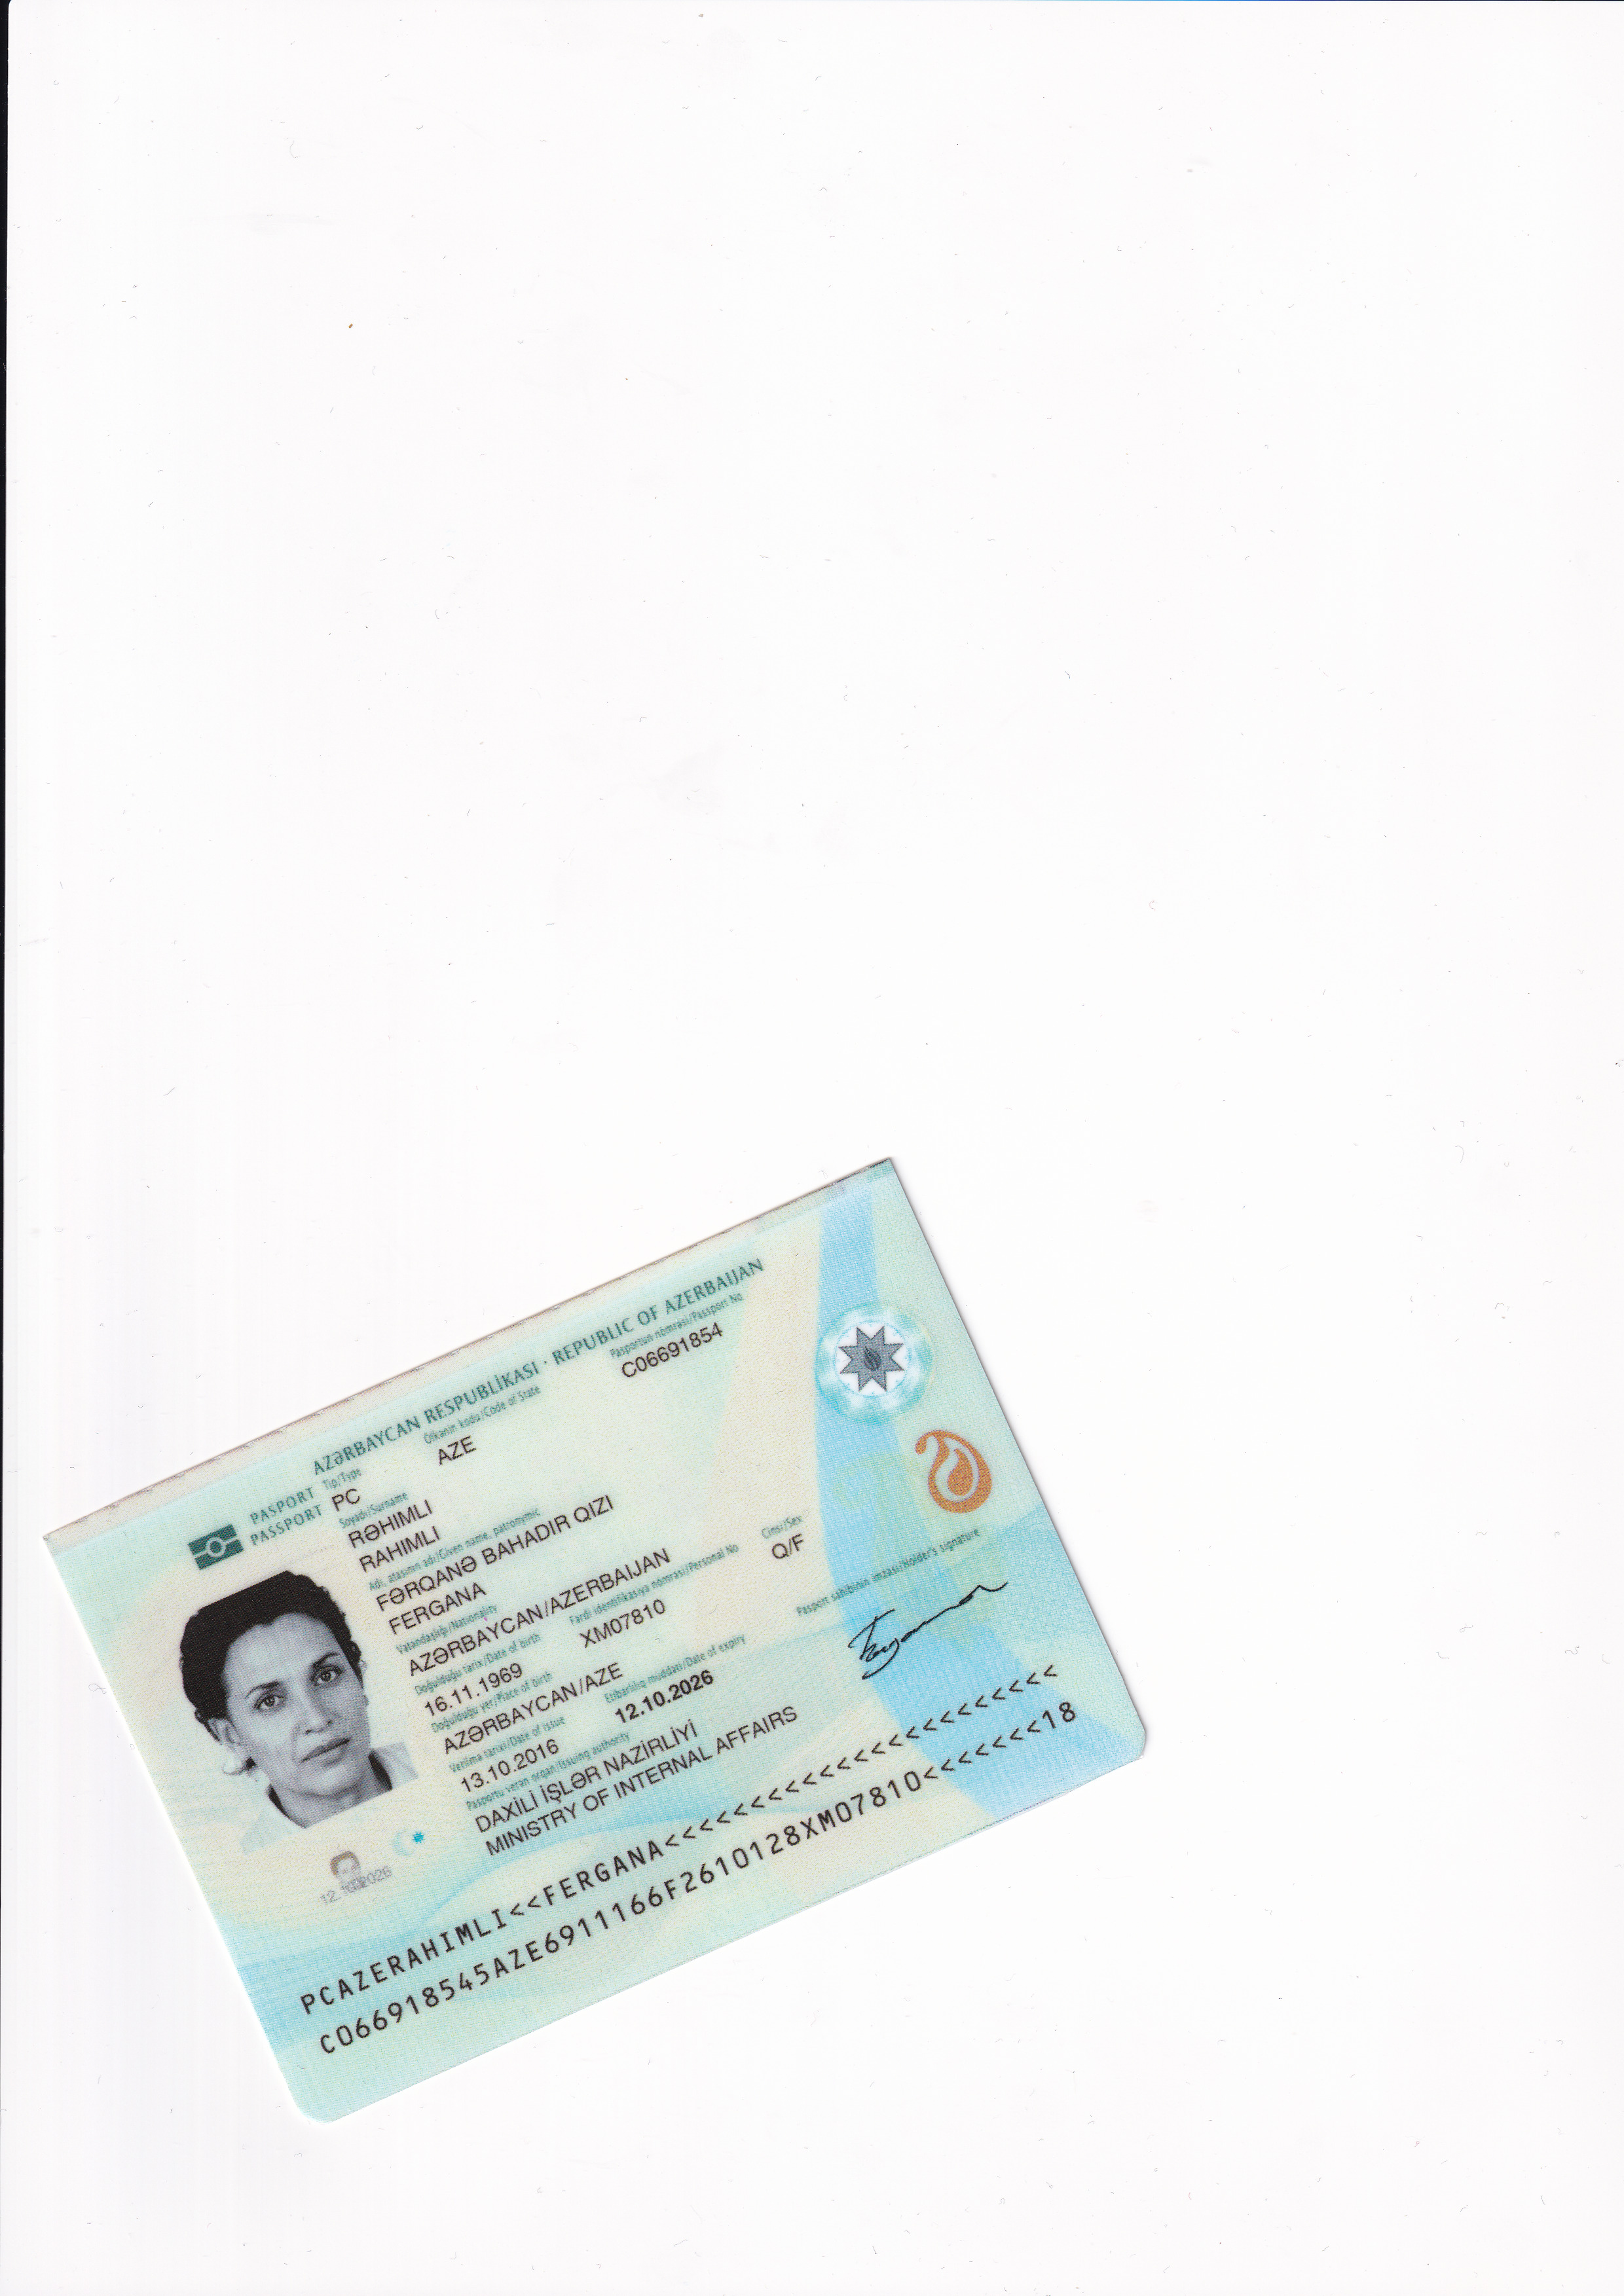 AZƏRBAYCAN RESPUBLİKASI · REPUBLIC OF AZERBAIJAN
PASPORT
PASSPORT
Tip/Type
Ölkənin kodu/Code of State
Pasportun nömrəsi/Passport No
PC
AZE
C06691854
Soyadı/Surname
RƏHIMLI
RAHIMLI
Adı, atasının adı/Given name, patronymic
FƏRQANƏ BAHADIR QIZI
FERGANA
Vətəndaşlığı/Nationality
AZƏRBAYCAN/AZERBAIJAN
Doğulduğu tarix/Date of birth
Fərdi identifikasiya nömrəsi/Personal No
Cinsi/Sex
16.11.1969
XM07810
Q/F
Doğulduğu yer/Place of birth
AZƏRBAYCAN/AZE
Pasport sahibinin imzası/Holder's signature
Verilmə tarixi/Date of issue
Etibarlılıq müddəti/Date of expiry
13.10.2016
12.10.2026
Pasportu verən orqan/Issuing authority
DAXİLİ İŞLƏR NAZİRLİYİ
MINISTRY OF INTERNAL AFFAIRS
PCAZERAHIMLI<<FERGANA<<<<<<<<<<<<<<<<<<<<<<<
C066918545AZE6911166F2610128XM07810<<<<<<<18